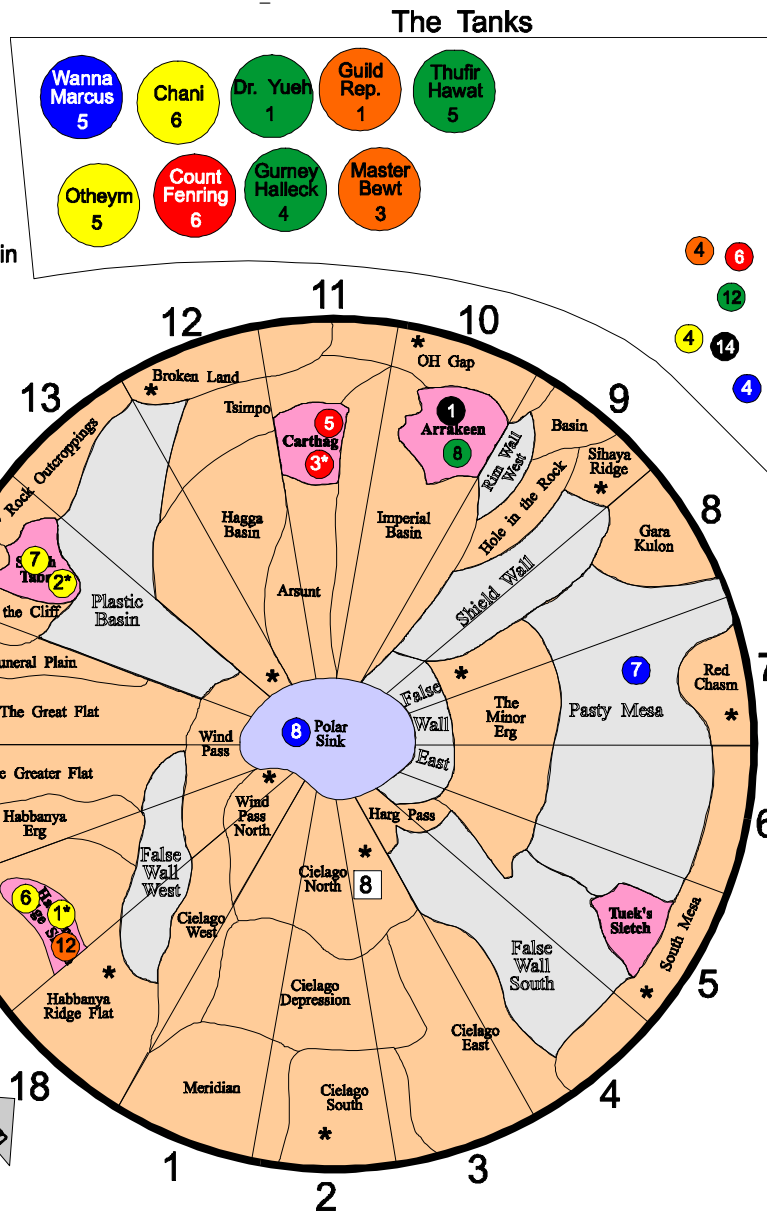 The Tanks
Wanna
Marcus
5
Chani
6
Dr. Yueh
1
Guild
Rep.
1
Thufir
Hawat
5
Otheym
5
Count
Fenring
6
Gurney
Halleck
4
Master
Bewt
3
in
4
6
12
4
14
4
11
12
10
OH Gap
Broken Land
*
*
13
9
Tsimpo
5
Carthag
3*
1
Arrakeen
8
Basin
Rim Wall
West
Sihaya
Ridge
*
Rock Outcroppings
Hole in the Rock
8
Hagga
Basin
Imperial
Basin
Gara
Kulon
7
2*
Shield Wall
Arsunt
the Cliff
Plastic
Basin
uneral Plain
*
*
7
Red
Chasm
*
7
False
Wall
East
The
Minor
Erg
Pasty Mesa
The Great Flat
8
Polar
Sink
Wind
Pass
e Greater Flat
*
Wind
Pass
North
Harg Pass
6
Habbanya
Erg
*
False
Wall
West
Cielago
North
8
6
1*
12
Cielago
West
Tuek's
Sietch
South Mesa
*
5
False
Wall
South
*
Habbanya
Ridge Flat
Cielago
Depression
Cielago
East
18
Meridian
Cielago
South
*
4
1
2
3